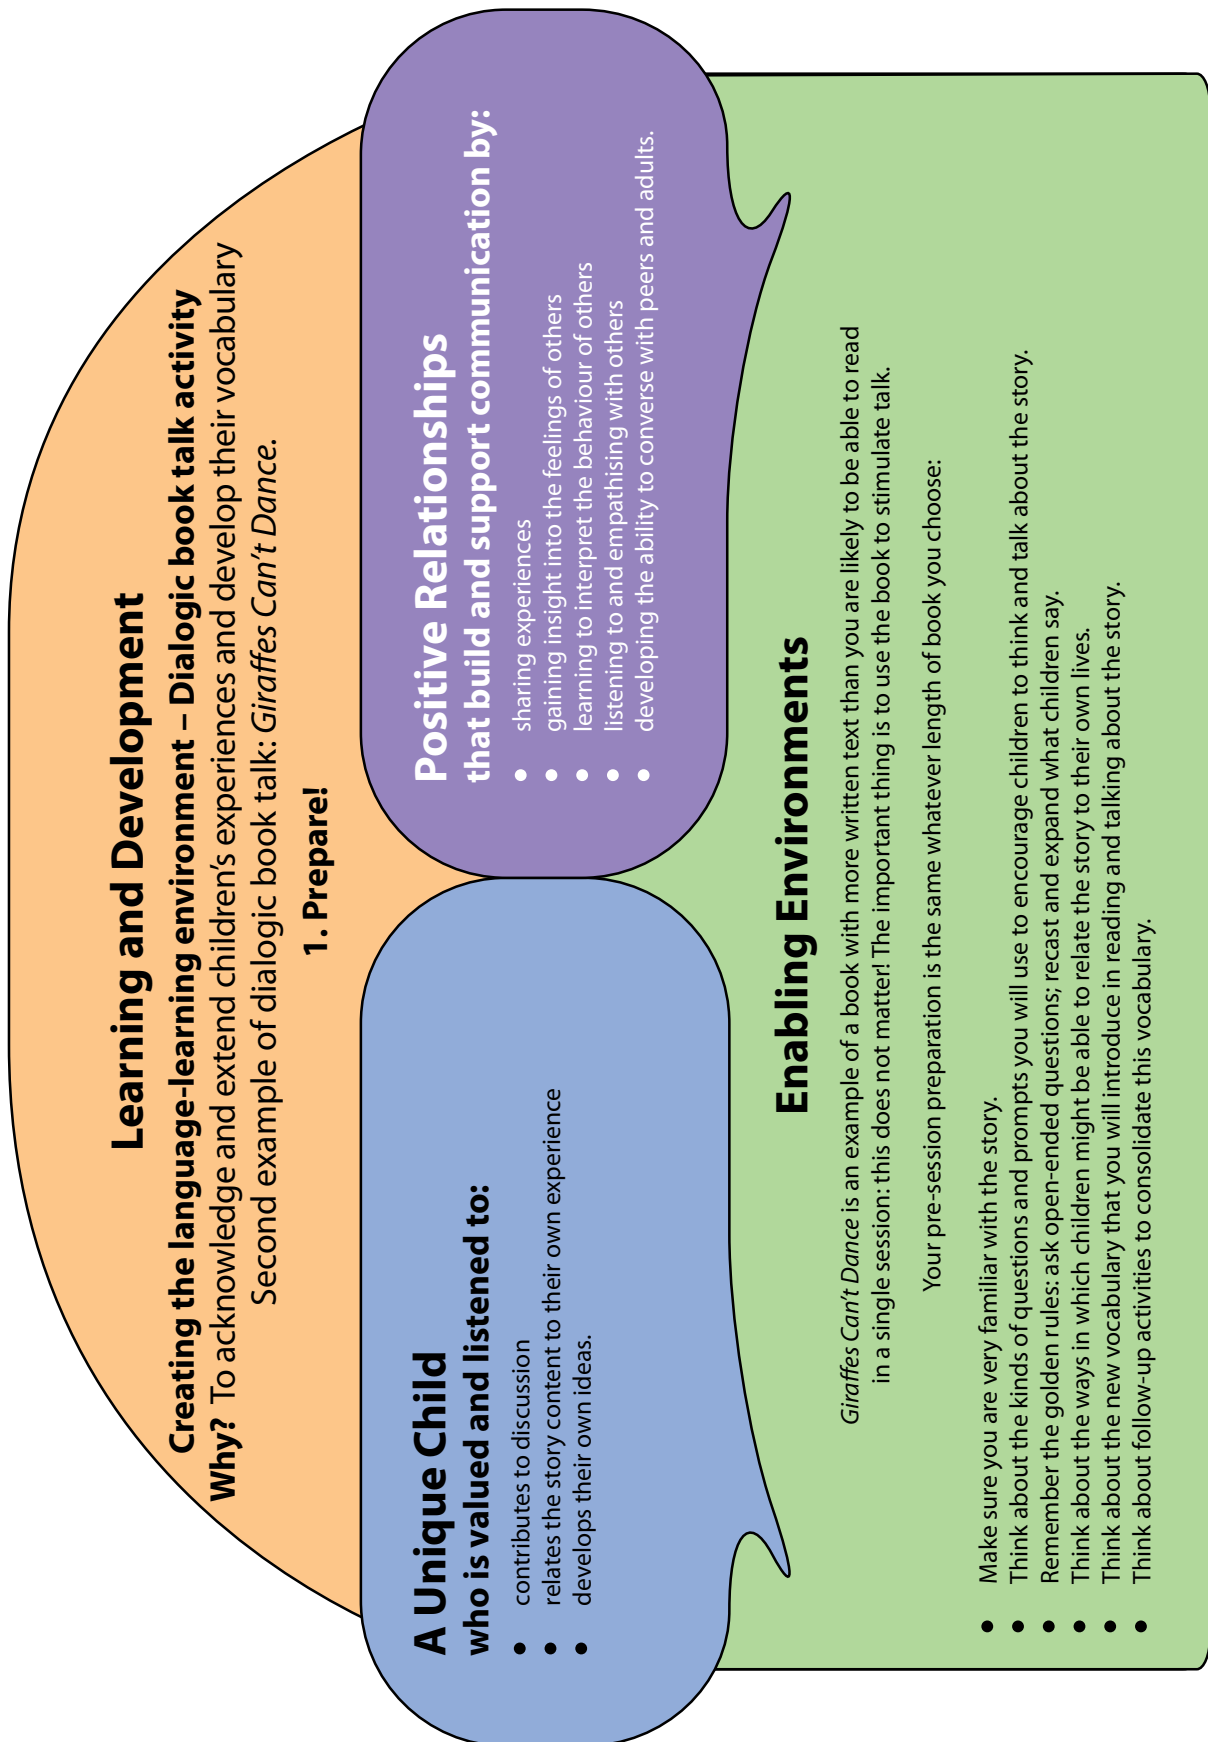 Learning and Development
Creating the language-learning environment – Dialogic book talk activity
Why? To acknowledge and extend children's experiences and develop their vocabulary
Second example of dialogic book talk: Giraffes Can't Dance.
1. Prepare!
A Unique Child
who is valued and listened to:
• contributes to discussion
• relates the story content to their own experience
• develops their own ideas.
Positive Relationships
that build and support communication by:
• sharing experiences
• gaining insight into the feelings of others
• learning to interpret the behaviour of others
• listening to and empathising with others
• developing the ability to converse with peers and adults.
Enabling Environments
Giraffes Can't Dance is an example of a book with more written text than you are likely to be able to read
in a single session: this does not matter! The important thing is to use the book to stimulate talk.
Your pre-session preparation is the same whatever length of book you choose:
• Make sure you are very familiar with the story.
• Think about the kinds of questions and prompts you will use to encourage children to think and talk about the story.
• Remember the golden rules: ask open-ended questions; recast and expand what children say.
• Think about the ways in which children might be able to relate the story to their own lives.
• Think about the new vocabulary that you will introduce in reading and talking about the story.
• Think about follow-up activities to consolidate this vocabulary.